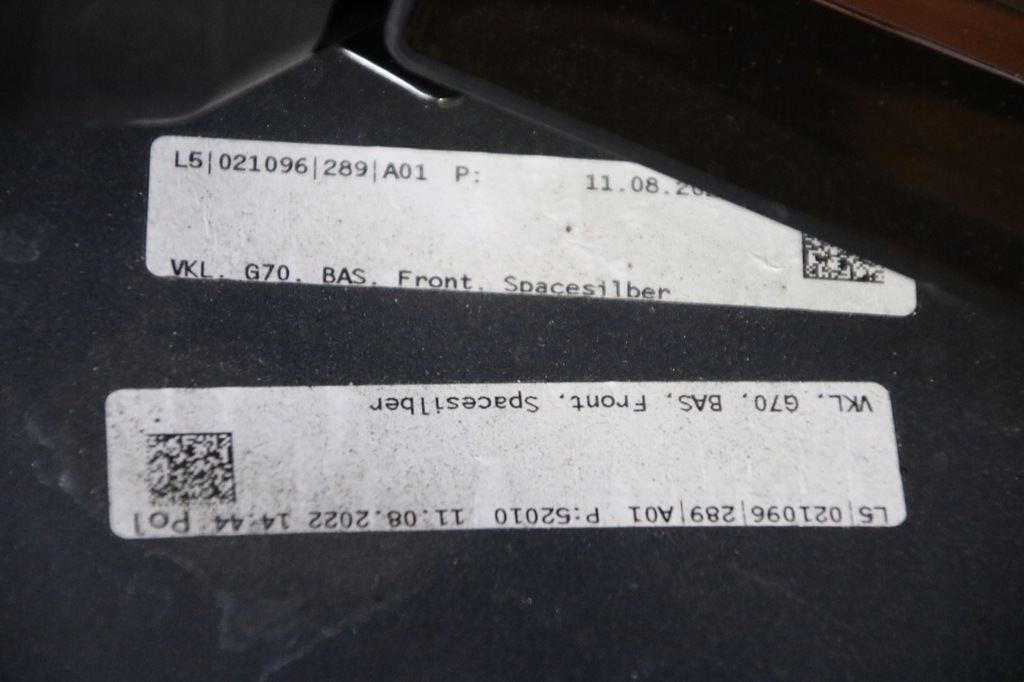 L5|021096|289|A01 P: 11.08.20
VKL. G70. BAS. Front. Spacesilber
L5|021096|289|A01 P:52010 11.08.2022 14:44 Pol
VKL. G70. BAS. Front. Spacesilber